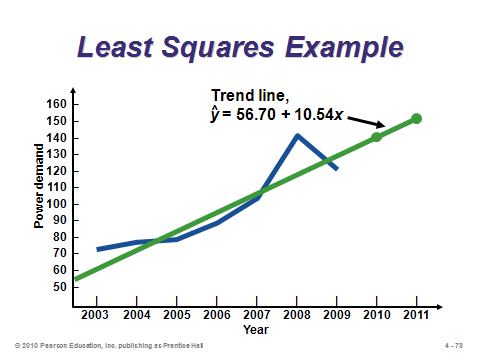 Least Squares Example
Trend line,
ŷ = 56.70 + 10.54x
160
150
140
130
120
110
100
90
80
70
60
50
Power demand
2003 2004 2005 2006 2007 2008 2009 2010 2011
Year
© 2010 Pearson Education, Inc. publishing as Prentice Hall
4 - 78